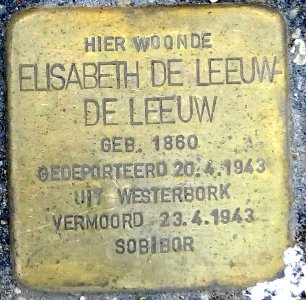 HIER WOONDE
ELISABETH DE LEEUW-
DE LEEUW
GEB. 1860
GEDEPORTEERD 20.4.1943
UIT WESTERBORK
VERMOORD 23.4.1943
SOBIBOR